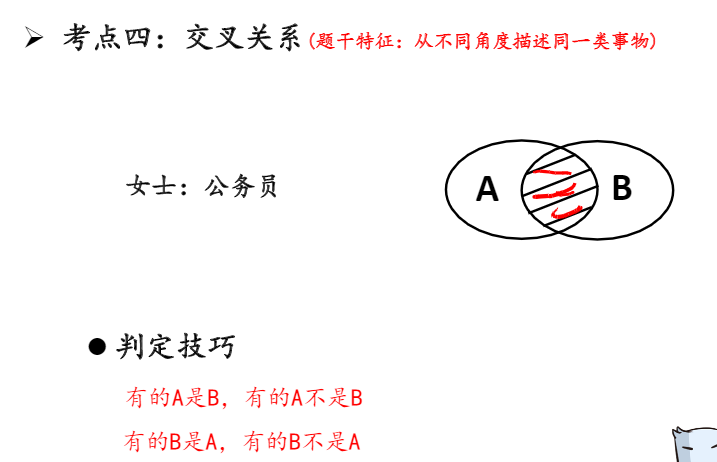 考点四：交叉关系(题干特征：从不同角度描述同一类事物)
女士：公务员
A B
判定技巧
有的A是B，有的A不是B
有的B是A，有的B不是A